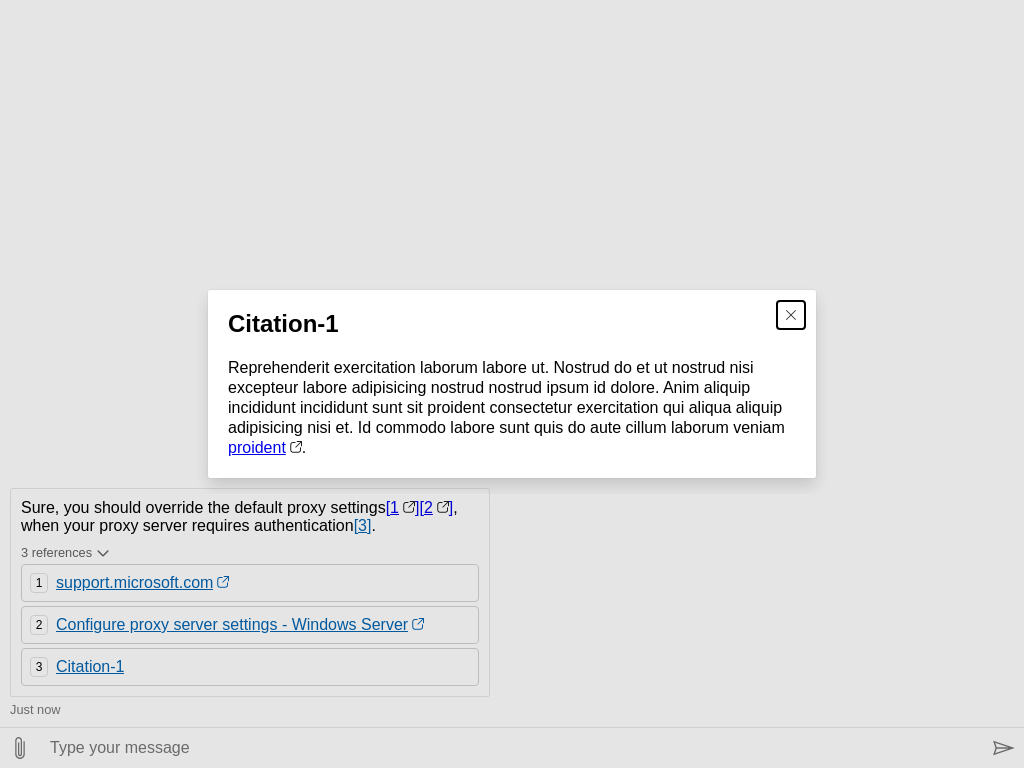 Citation-1
Reprehenderit exercitation laborum labore ut. Nostrud do et ut nostrud nisi
excepteur labore adipisicing nostrud nostrud ipsum id dolore. Anim aliquip
incididunt incididunt sunt sit proident consectetur exercitation qui aliqua aliquip
adipisicing nisi et. Id commodo labore sunt quis do aute cillum laborum veniam
proident.
Sure, you should override the default proxy settings[1][2],
when your proxy server requires authentication[3].
3 references
1 support.microsoft.com
2 Configure proxy server settings - Windows Server
3 Citation-1
Just now
Type your message